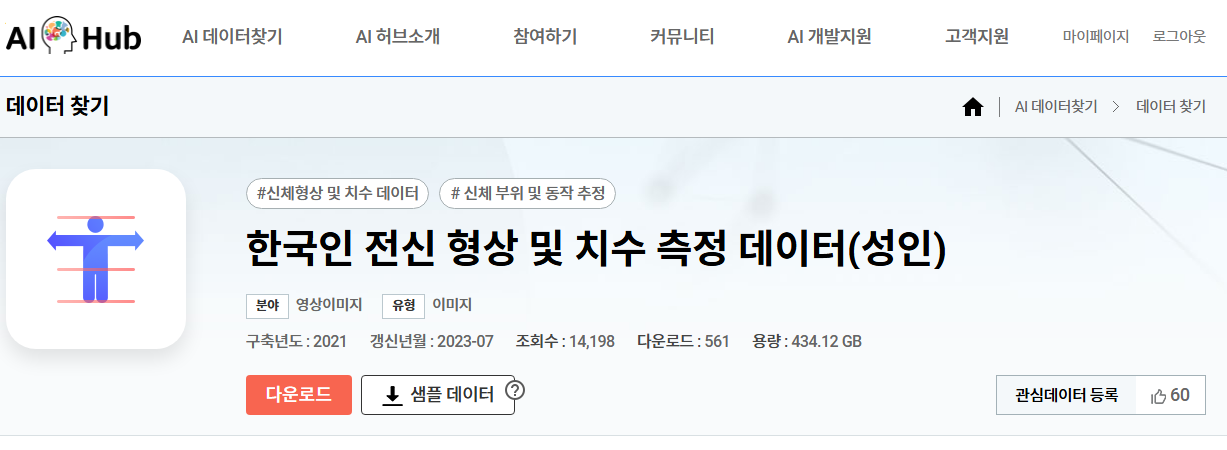 AI Hub AI 데이터찾기 AI 허브소개 참여하기 커뮤니티 AI 개발지원 고객지원 마이페이지 로그아웃
데이터 찾기 AI 데이터찾기 > 데이터 찾기
#신체형상 및 치수 데이터 # 신체 부위 및 동작 추정
한국인 전신 형상 및 치수 측정 데이터(성인)
분야 영상이미지 유형 이미지
구축년도 : 2021 갱신년월 : 2023-07 조회수 : 14,198 다운로드 : 561 용량 : 434.12 GB
다운로드 샘플 데이터 ? 관심데이터 등록 60